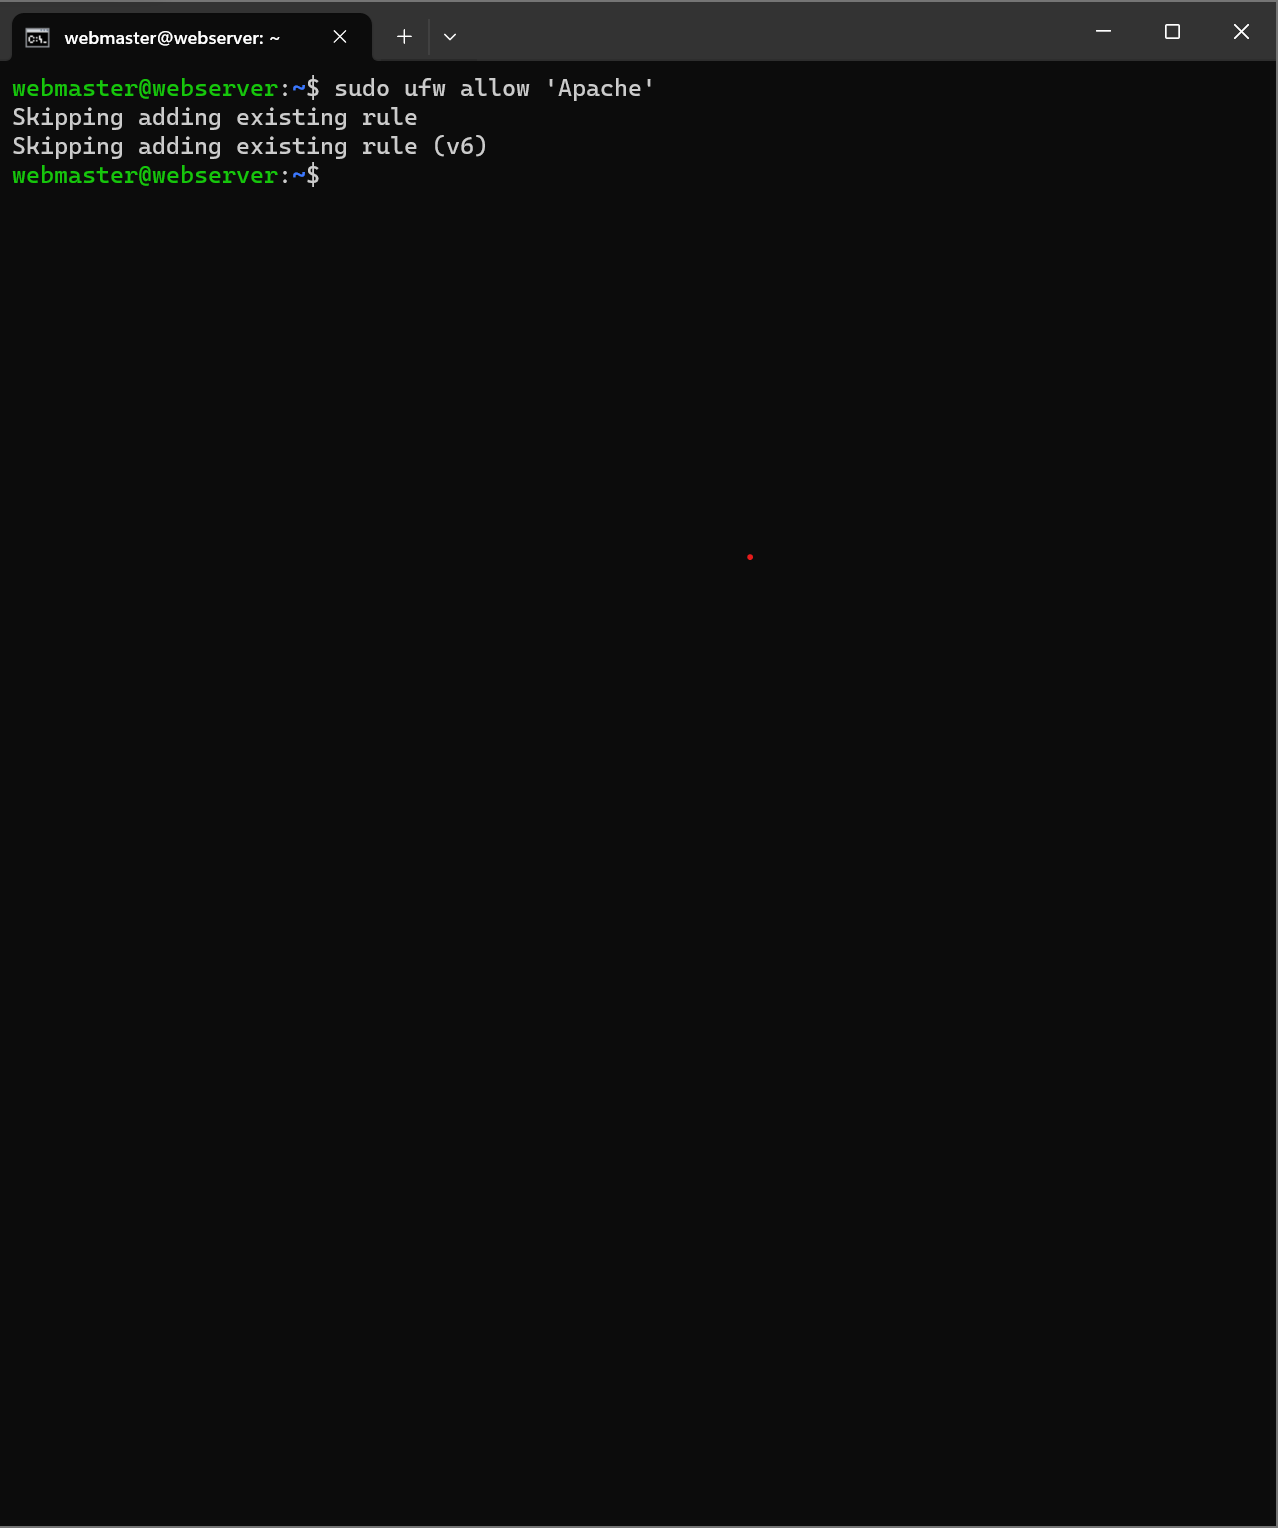 webmaster@webserver: ~
webmaster@webserver:~$ sudo ufw allow 'Apache'
Skipping adding existing rule
Skipping adding existing rule (v6)
webmaster@webserver:~$